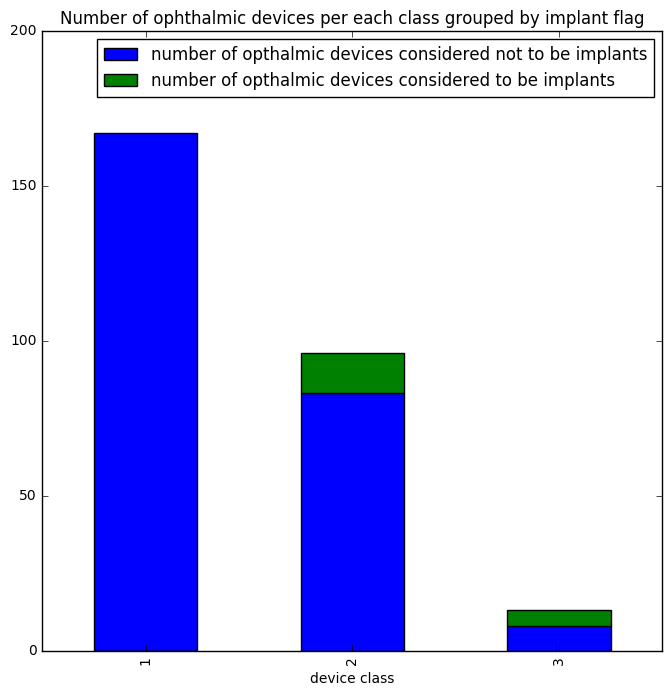 Number of ophthalmic devices per each class grouped by implant flag
200
number of opthalmic devices considered not to be implants
number of opthalmic devices considered to be implants
150
100
50
0
1
2
3
device class